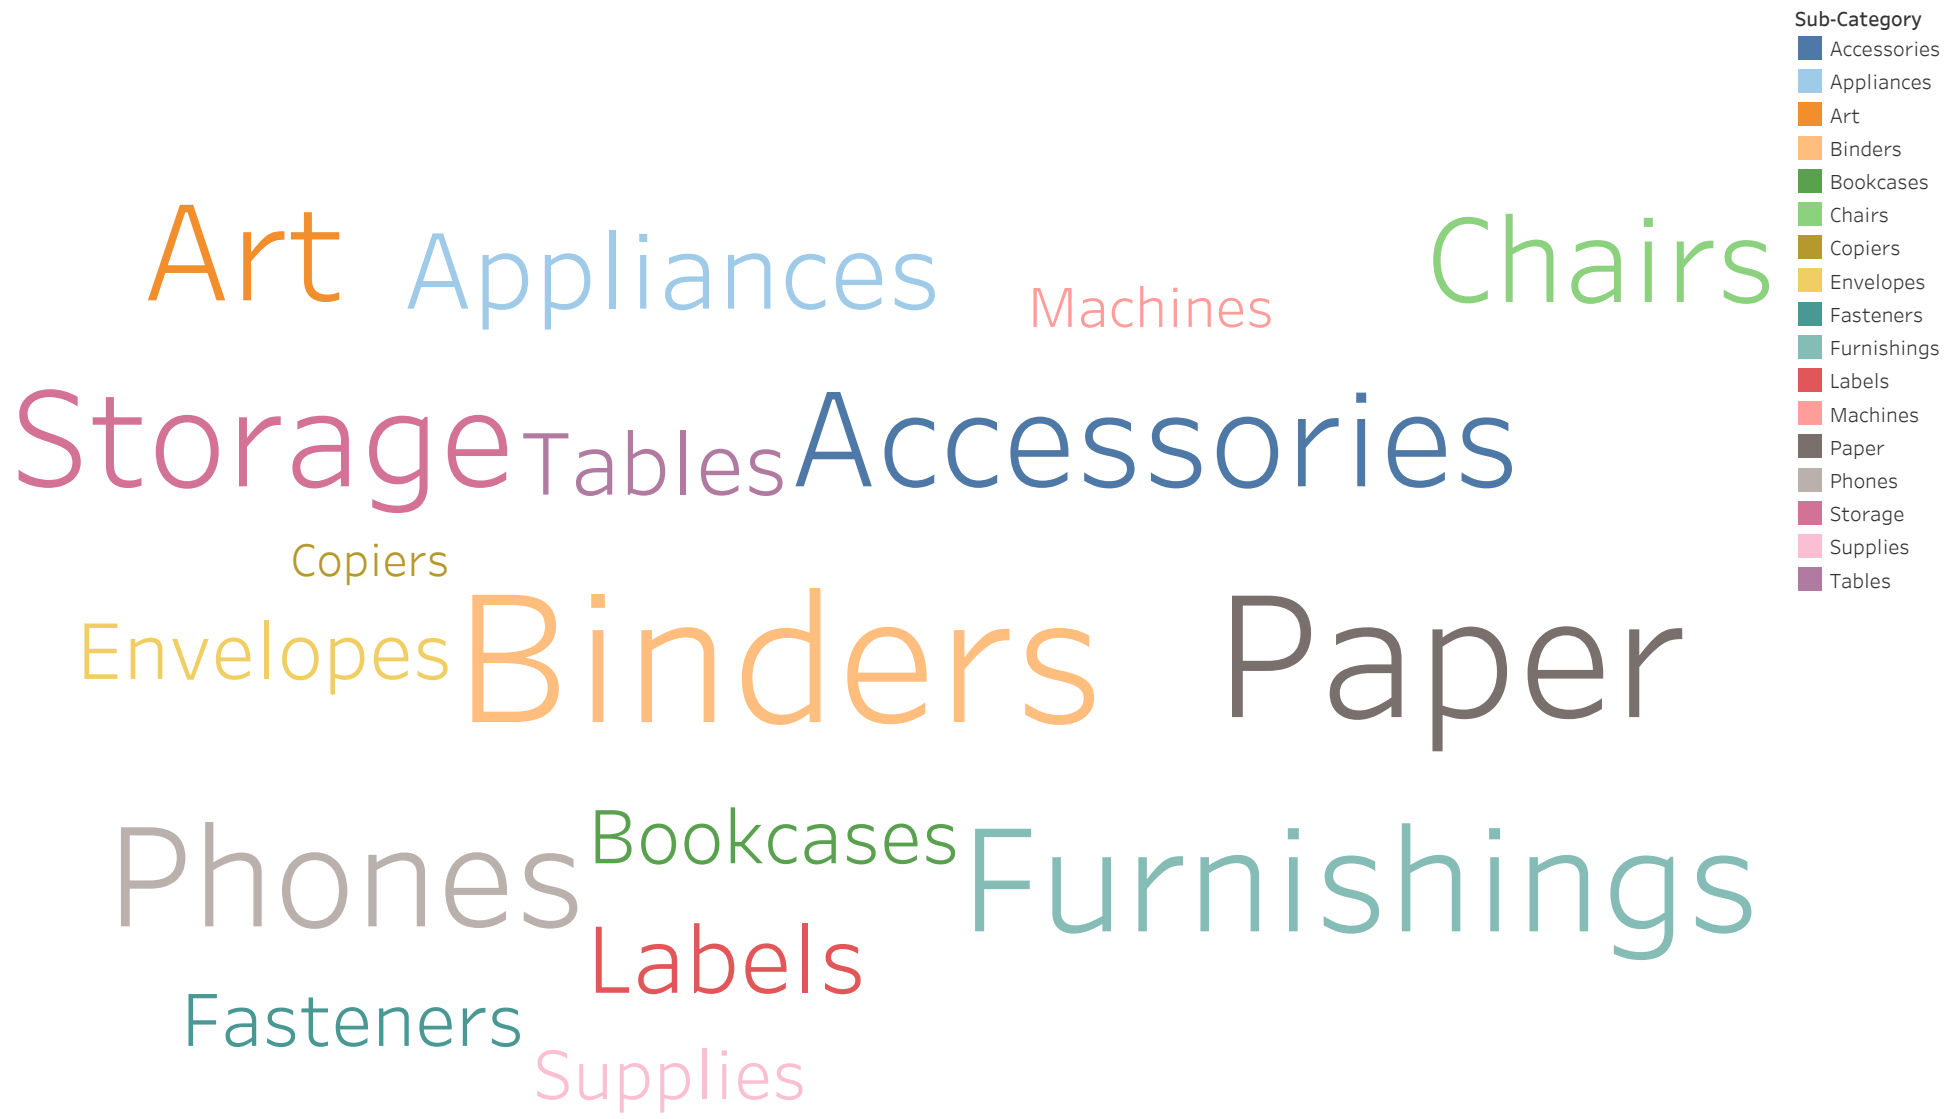 Art Appliances Machines Chairs
Storage Tables Accessories
Copiers
Envelopes Binders Paper
Phones Bookcases Furnishings
Labels
Fasteners
Supplies
Sub-Category
Accessories
Appliances
Art
Binders
Bookcases
Chairs
Copiers
Envelopes
Fasteners
Furnishings
Labels
Machines
Paper
Phones
Storage
Supplies
Tables